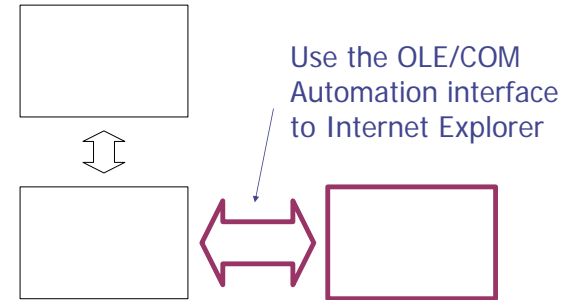 Use the OLE/COM
Automation interface
to Internet Explorer